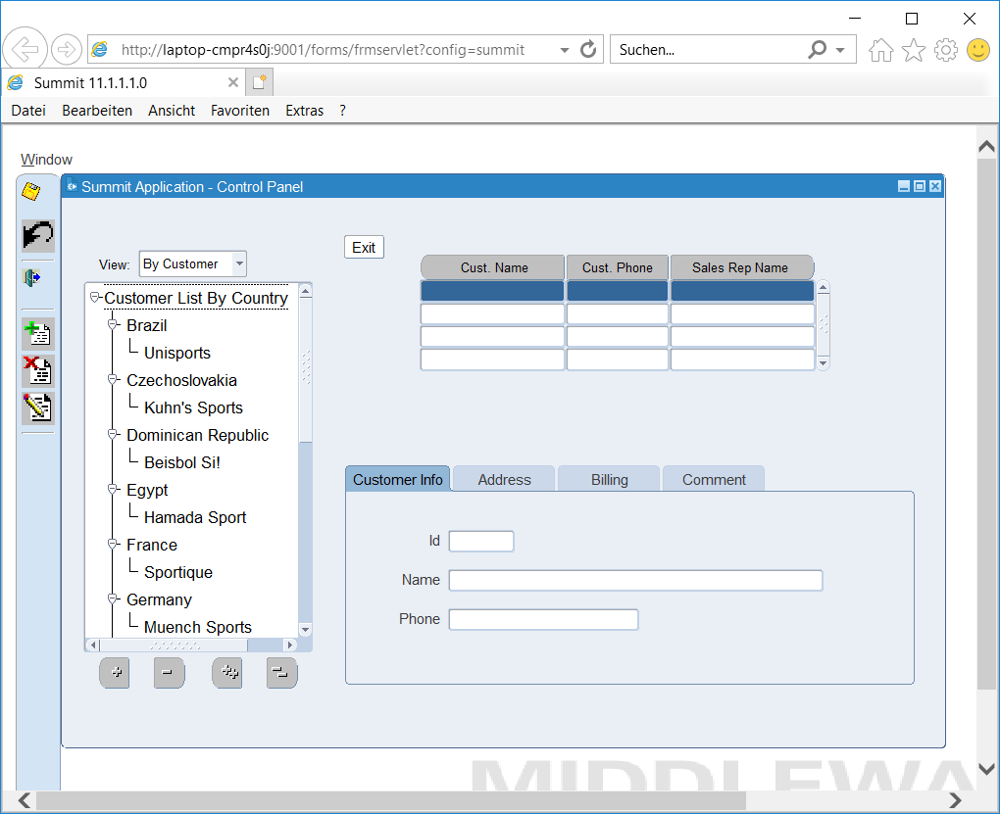 http://laptop-cmpr4s0j:9001/forms/frmservlet?config=summit
Suchen...
Summit 11.1.1.1.0
Datei Bearbeiten Ansicht Favoriten Extras ?
Window
Summit Application - Control Panel
Exit
View: By Customer
Cust. Name Cust. Phone Sales Rep Name
Customer List By Country
Brazil
Unisports
Czechoslovakia
Kuhn's Sports
Dominican Republic
Beisbol Si!
Egypt
Hamada Sport
France
Sportique
Germany
Muench Sports
Customer Info Address Billing Comment
Id
Name
Phone
MIDDLEWA